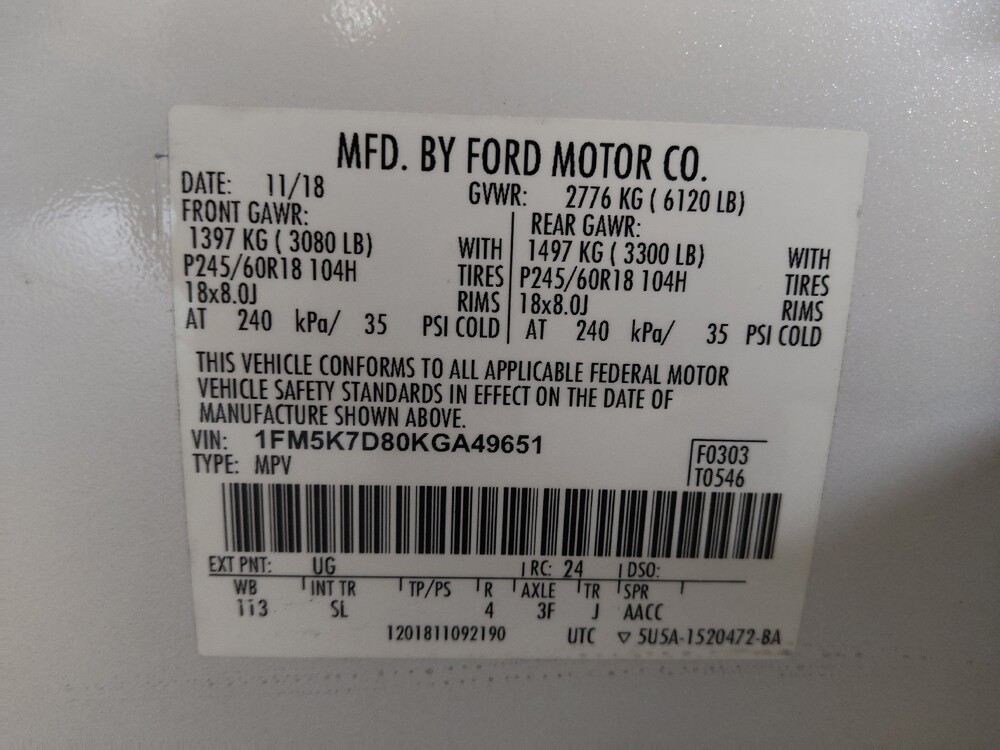 MFD. BY FORD MOTOR CO.
DATE: 11/18 GVWR: 2776 KG ( 6120 LB)
FRONT GAWR: REAR GAWR:
1397 KG ( 3080 LB) WITH 1497 KG ( 3300 LB) WITH
P245/60R18 104H TIRES P245/60R18 104H TIRES
18x8.0J RIMS 18x8.0J RIMS
AT 240 kPa/ 35 PSI COLD AT 240 kPa/ 35 PSI COLD
THIS VEHICLE CONFORMS TO ALL APPLICABLE FEDERAL MOTOR
VEHICLE SAFETY STANDARDS IN EFFECT ON THE DATE OF
MANUFACTURE SHOWN ABOVE.
VIN: 1FM5K7D80KGA49651
F0303
TYPE: MPV
T0546
EXT PNT: UG RC: 24 DSO:
WB INT TR TP/PS R AXLE TR SPR
113 SL 4 3F J AACC
1201811092190 UTC ▽ 5U5A-1520472-BA